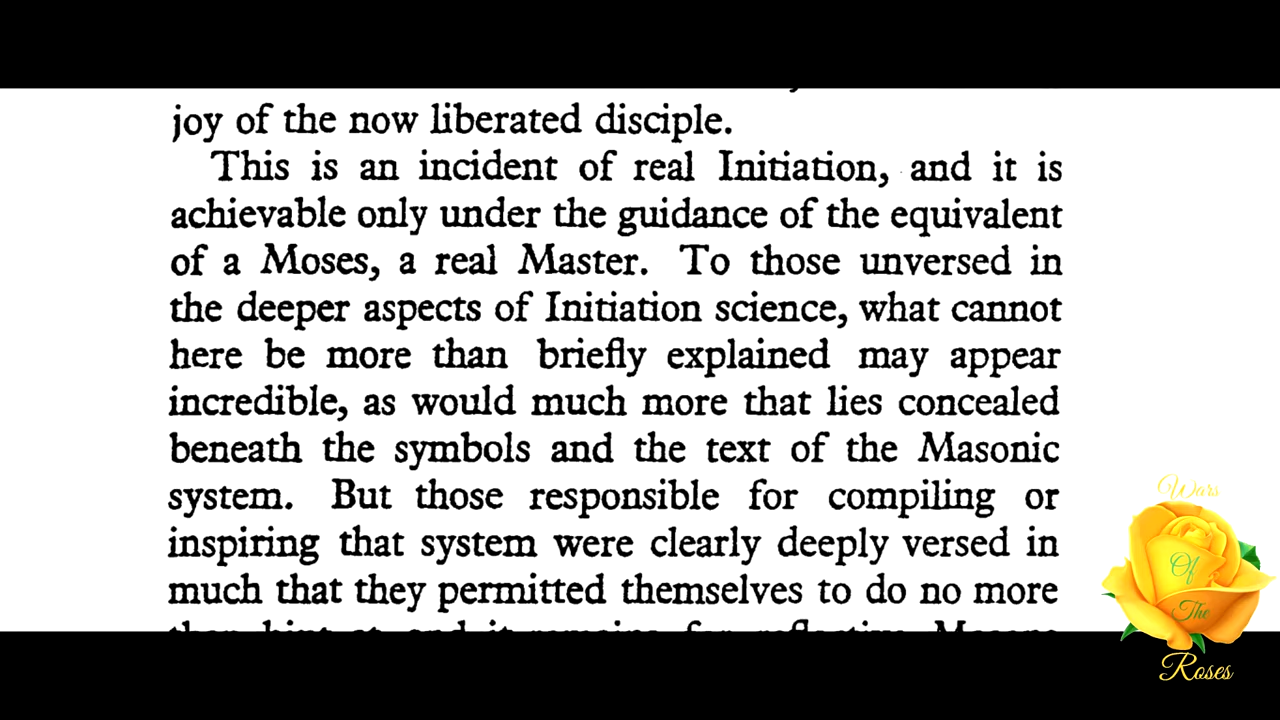 joy of the now liberated disciple.
This is an incident of real Initiation, and it is
achievable only under the guidance of the equivalent
of a Moses, a real Master. To those unversed in
the deeper aspects of Initiation science, what cannot
here be more than briefly explained may appear
incredible, as would much more that lies concealed
beneath the symbols and the text of the Masonic
system. But those responsible for compiling or
inspiring that system were clearly deeply versed in
much that they permitted themselves to do no more
Wars
Of
The
Roses